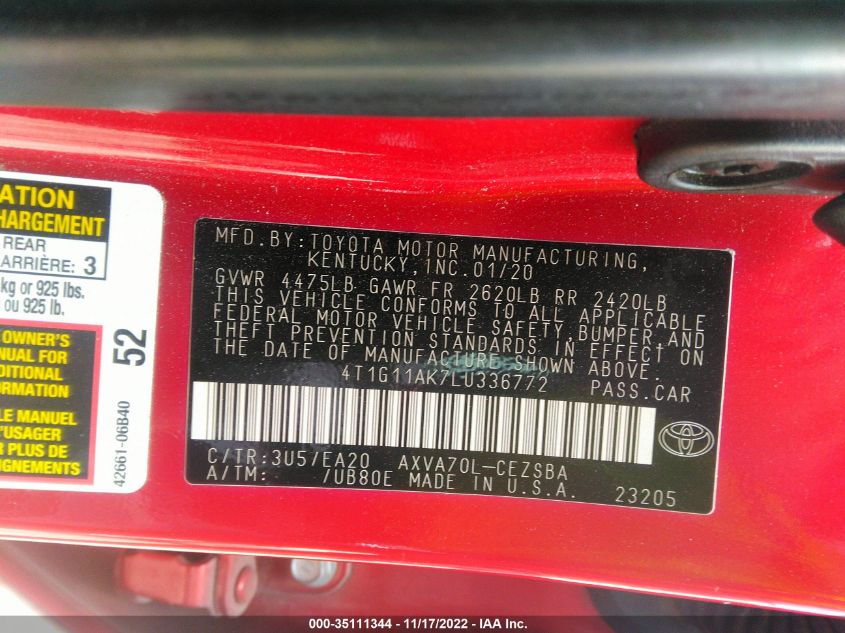 ATION
CHARGEMENT
REAR
ARRIÈRE: 3
kg or 925 lbs.
ou 925 lb.
OWNER'S
NUAL FOR
DITIONAL
ORMATION
LE MANUEL
L'USAGER
R PLUS DE
EIGNEMENTS
52
42661-06B40
MFD.BY:TOYOTA MOTOR MANUFACTURING,
KENTUCKY,INC.01/20
GVWR 4475LB GAWR FR 2620LB RR 2420LB
THIS VEHICLE CONFORMS TO ALL APPLICABLE
FEDERAL MOTOR VEHICLE SAFETY,BUMPER,AND
THEFT PREVENTION STANDARDS IN EFFECT ON
THE DATE OF MANUFACTURE SHOWN ABOVE.
4T1G11AK7LU336772 PASS.CAR
C/TR:3U5/EA20 AXVA70L-CEZSBA
A/TM: /UB80E MADE IN U.S.A. 23205
TOYOTA
000-35111344 - 11/17/2022 - IAA Inc.